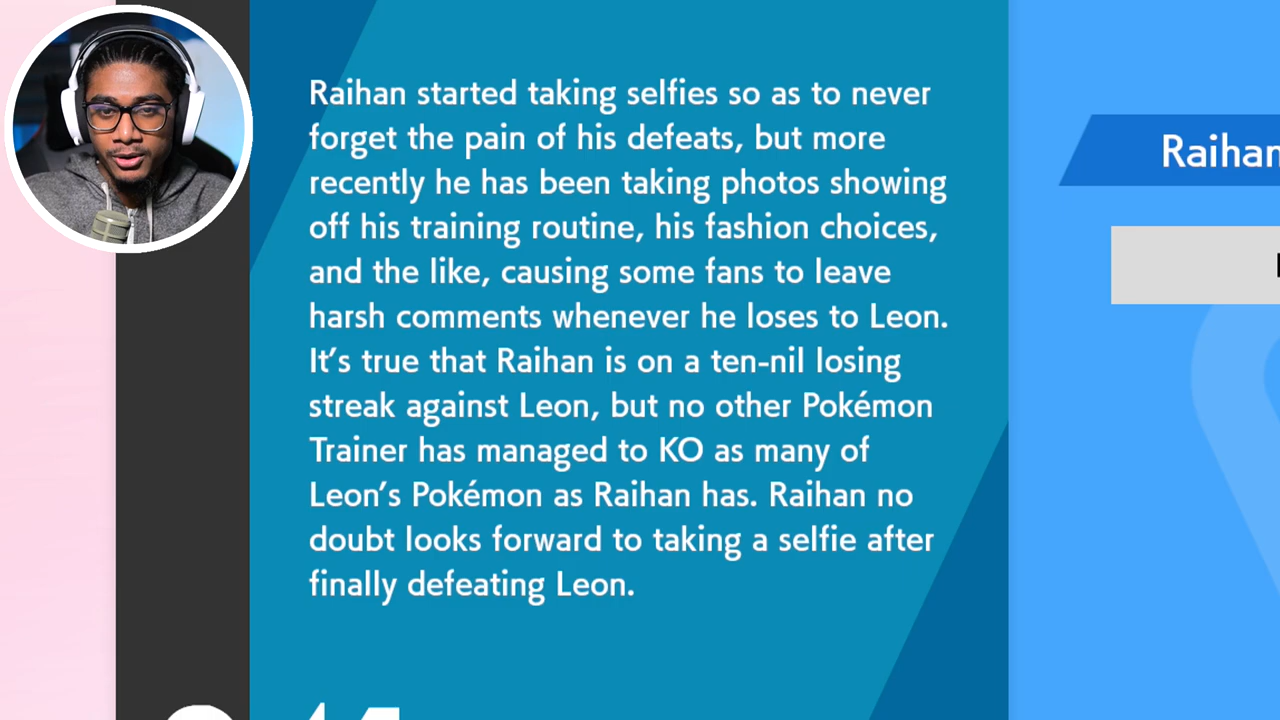 Raihan started taking selfies so as to never
forget the pain of his defeats, but more
recently he has been taking photos showing
off his training routine, his fashion choices,
and the like, causing some fans to leave
harsh comments whenever he loses to Leon.
It’s true that Raihan is on a ten-nil losing
streak against Leon, but no other Pokémon
Trainer has managed to KO as many of
Leon’s Pokémon as Raihan has. Raihan no
doubt looks forward to taking a selfie after
finally defeating Leon.
Raihan